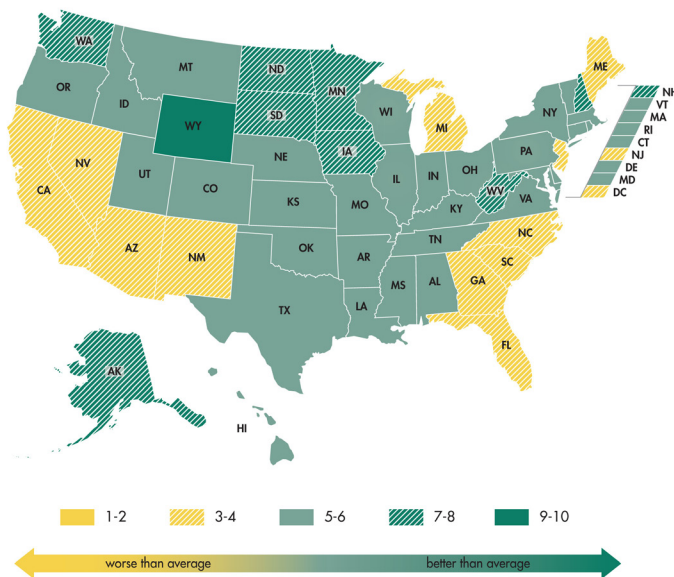 WA
MT
ND
MN
ME
OR
ID
WY
SD
WI
MI
NY
NH
VT
MA
RI
CT
NJ
DE
MD
DC
NV
UT
CO
NE
IA
IL
IN
OH
PA
CA
KS
MO
KY
WV
VA
AZ
NM
OK
AR
TN
NC
SC
TX
LA
MS
AL
GA
FL
AK
HI
1-2
3-4
5-6
7-8
9-10
worse than average
better than average